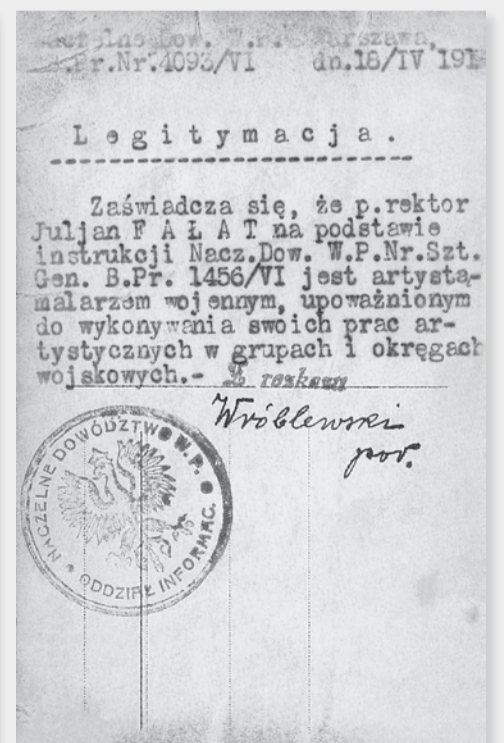 Naczelne Dow. W.P. Warszawa,
B.Pr.Nr.4093/VI dn.18/IV 191
Legitymacja.
Zaświadcza się, że p.rektor
Juljan FAŁAT na podstawie
instrukcji Nacz.Dow. W.P.Nr.Szt.
Gen. B.Pr. 1456/VI jest artystą-
malarzem wojennym, upoważnionym
do wykonywania swoich prac ar-
tystycznych w grupach i okręgach
wojskowych.- Z rozkazu
Wróblewski
por.
NACZELNE DOWÓDZTWO W.P.
ODDZIAŁ INFORMAC.